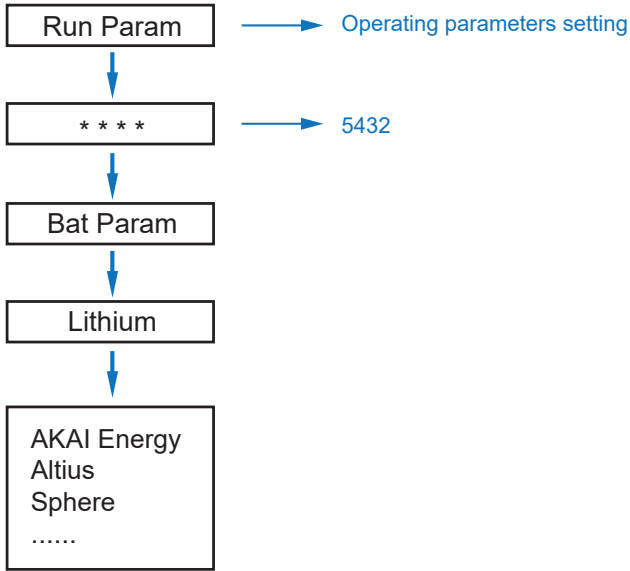 Run Param
Operating parameters setting
* * * *
5432
Bat Param
Lithium
AKAI Energy
Altius
Sphere
......